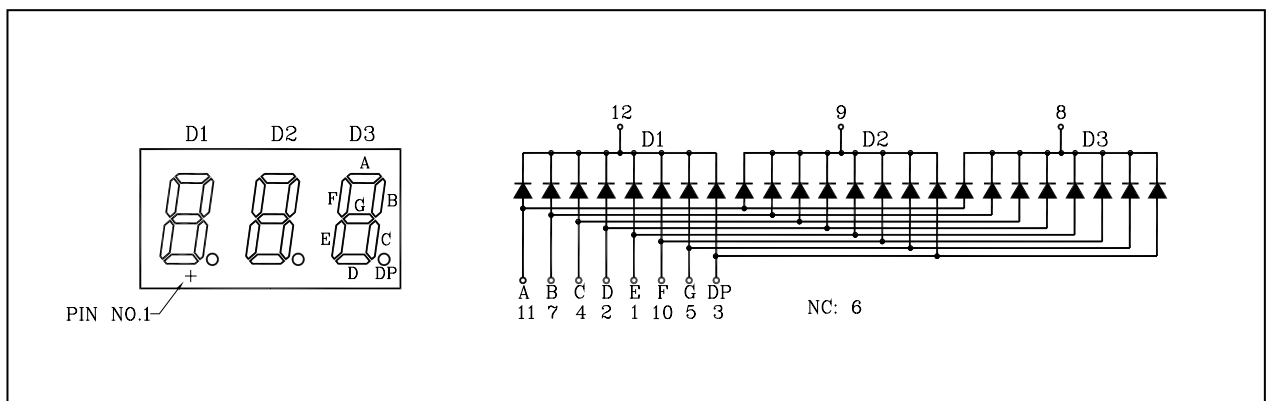 D1 D2 D3
A
F B
G
E C
D DP
PIN NO.1
12 9 8
D1 D2 D3
A B C D E F G DP
11 7 4 2 1 10 5 3
NC: 6